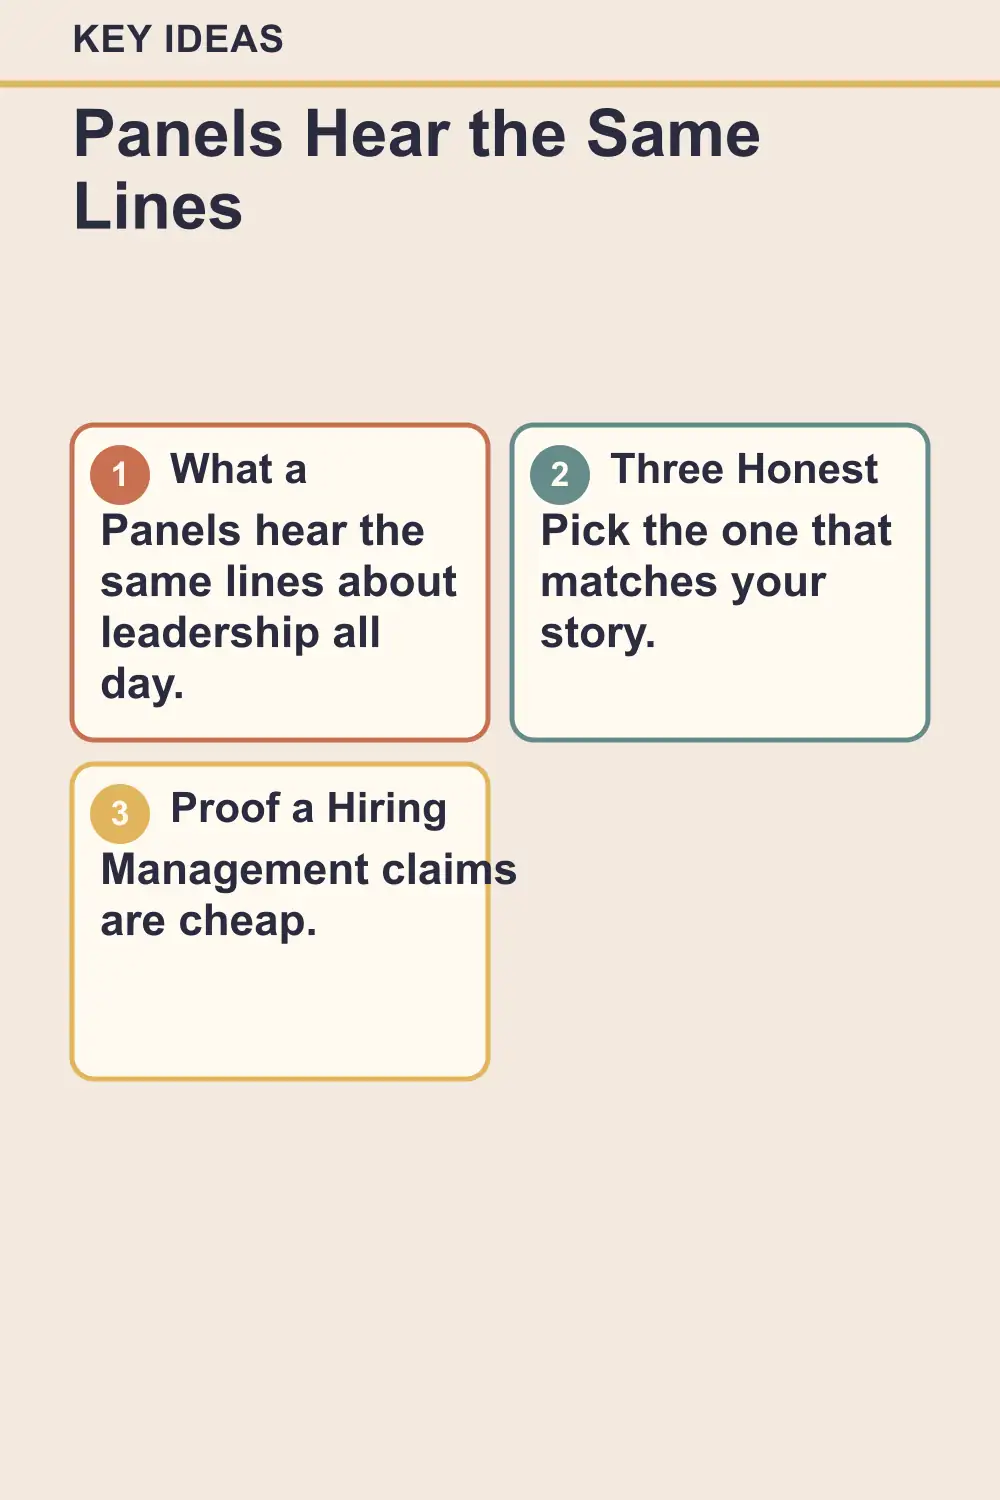 KEY IDEAS
Panels Hear the Same
Lines
1 What a
Panels hear the
same lines about
leadership all
day.
2 Three Honest
Pick the one that
matches your
story.
3 Proof a Hiring
Management claims
are cheap.